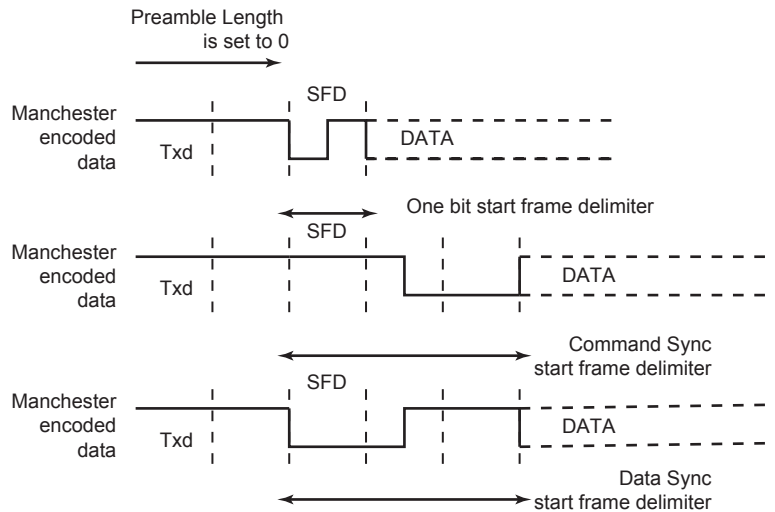 Preamble Length
is set to 0
SFD
Manchester
encoded
data
Txd
DATA
One bit start frame delimiter
SFD
Manchester
encoded
data
Txd
DATA
Command Sync
start frame delimiter
SFD
Manchester
encoded
data
Txd
DATA
Data Sync
start frame delimiter